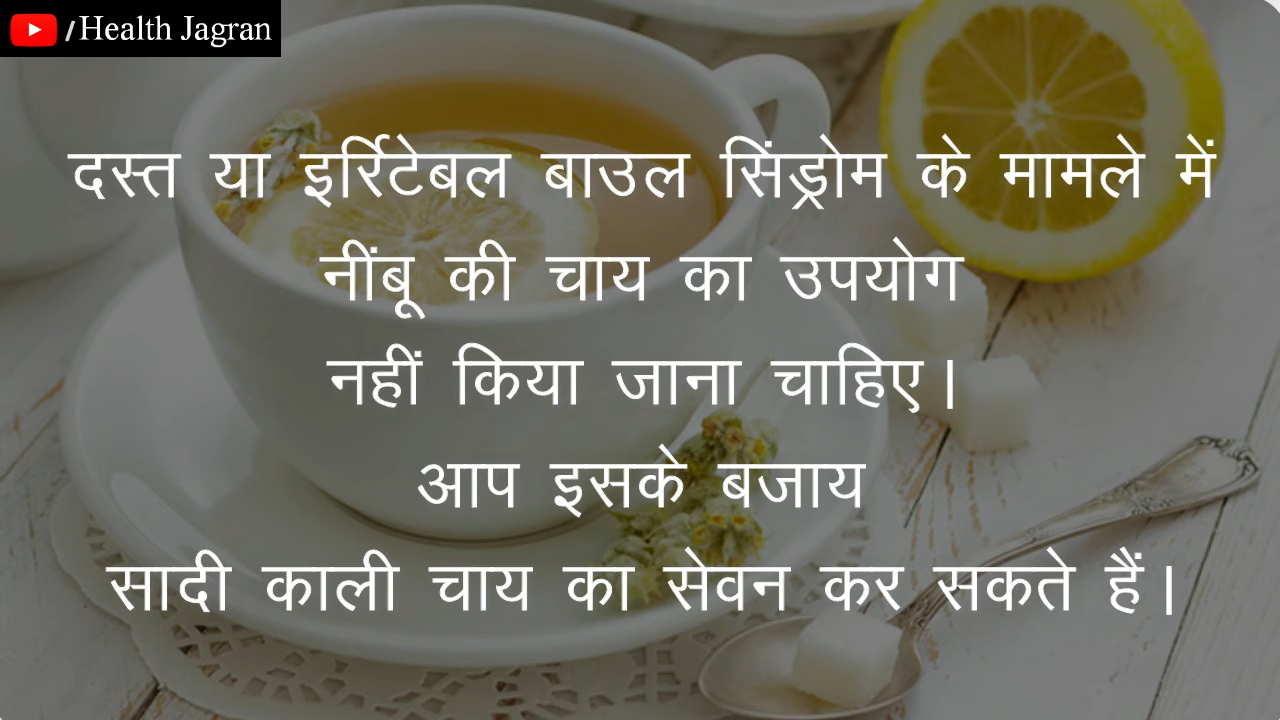 /Health Jagran
दस्त या इर्रिटेबल बाउल सिंड्रोम के मामले में
नींबू की चाय का उपयोग
नहीं किया जाना चाहिए।
आप इसके बजाय
सादी काली चाय का सेवन कर सकते हैं।